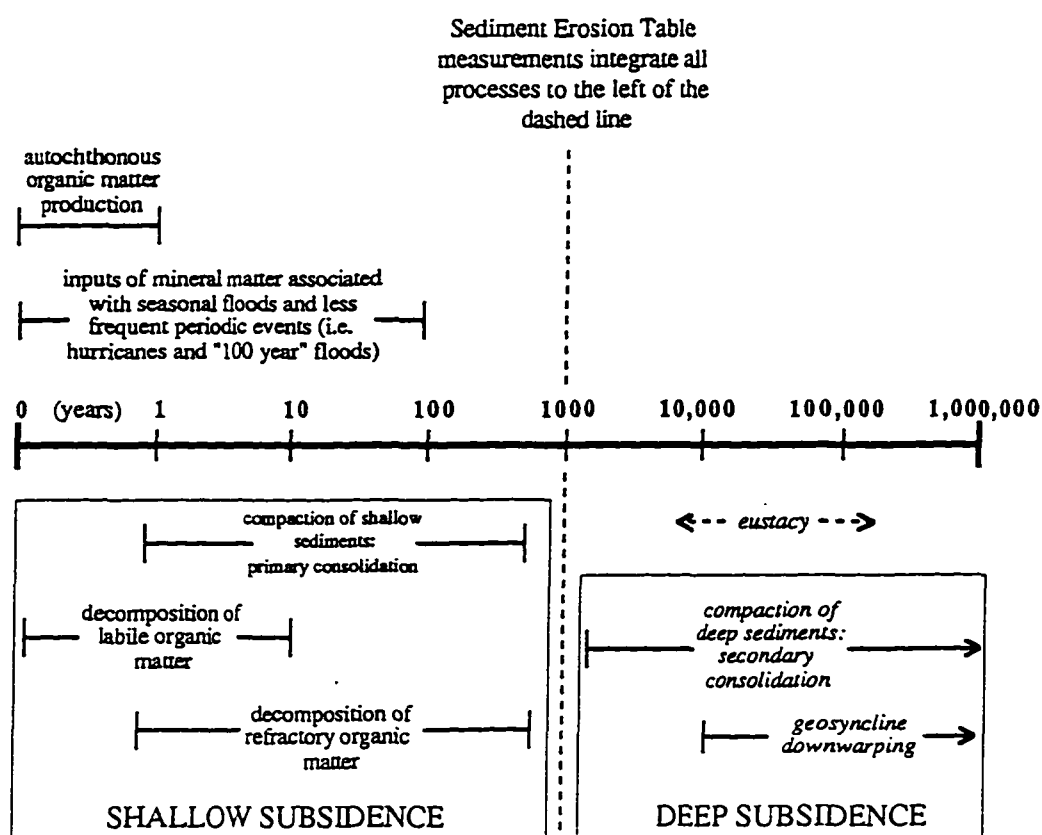 Sediment Erosion Table
measurements integrate all
processes to the left of the
dashed line
autochthonous
organic matter
production
inputs of mineral matter associated
with seasonal floods and less
frequent periodic events (i.e.
hurricanes and "100 year" floods)
0 (years) 1 10 100 1000 10,000 100,000 1,000,000
compaction of shallow
sediments:
primary consolidation
eustacy
decomposition of
labile organic
matter
compaction of
deep sediments:
secondary
consolidation
decomposition of
refractory organic
matter
geosyncline
downwarping
SHALLOW SUBSIDENCE
DEEP SUBSIDENCE